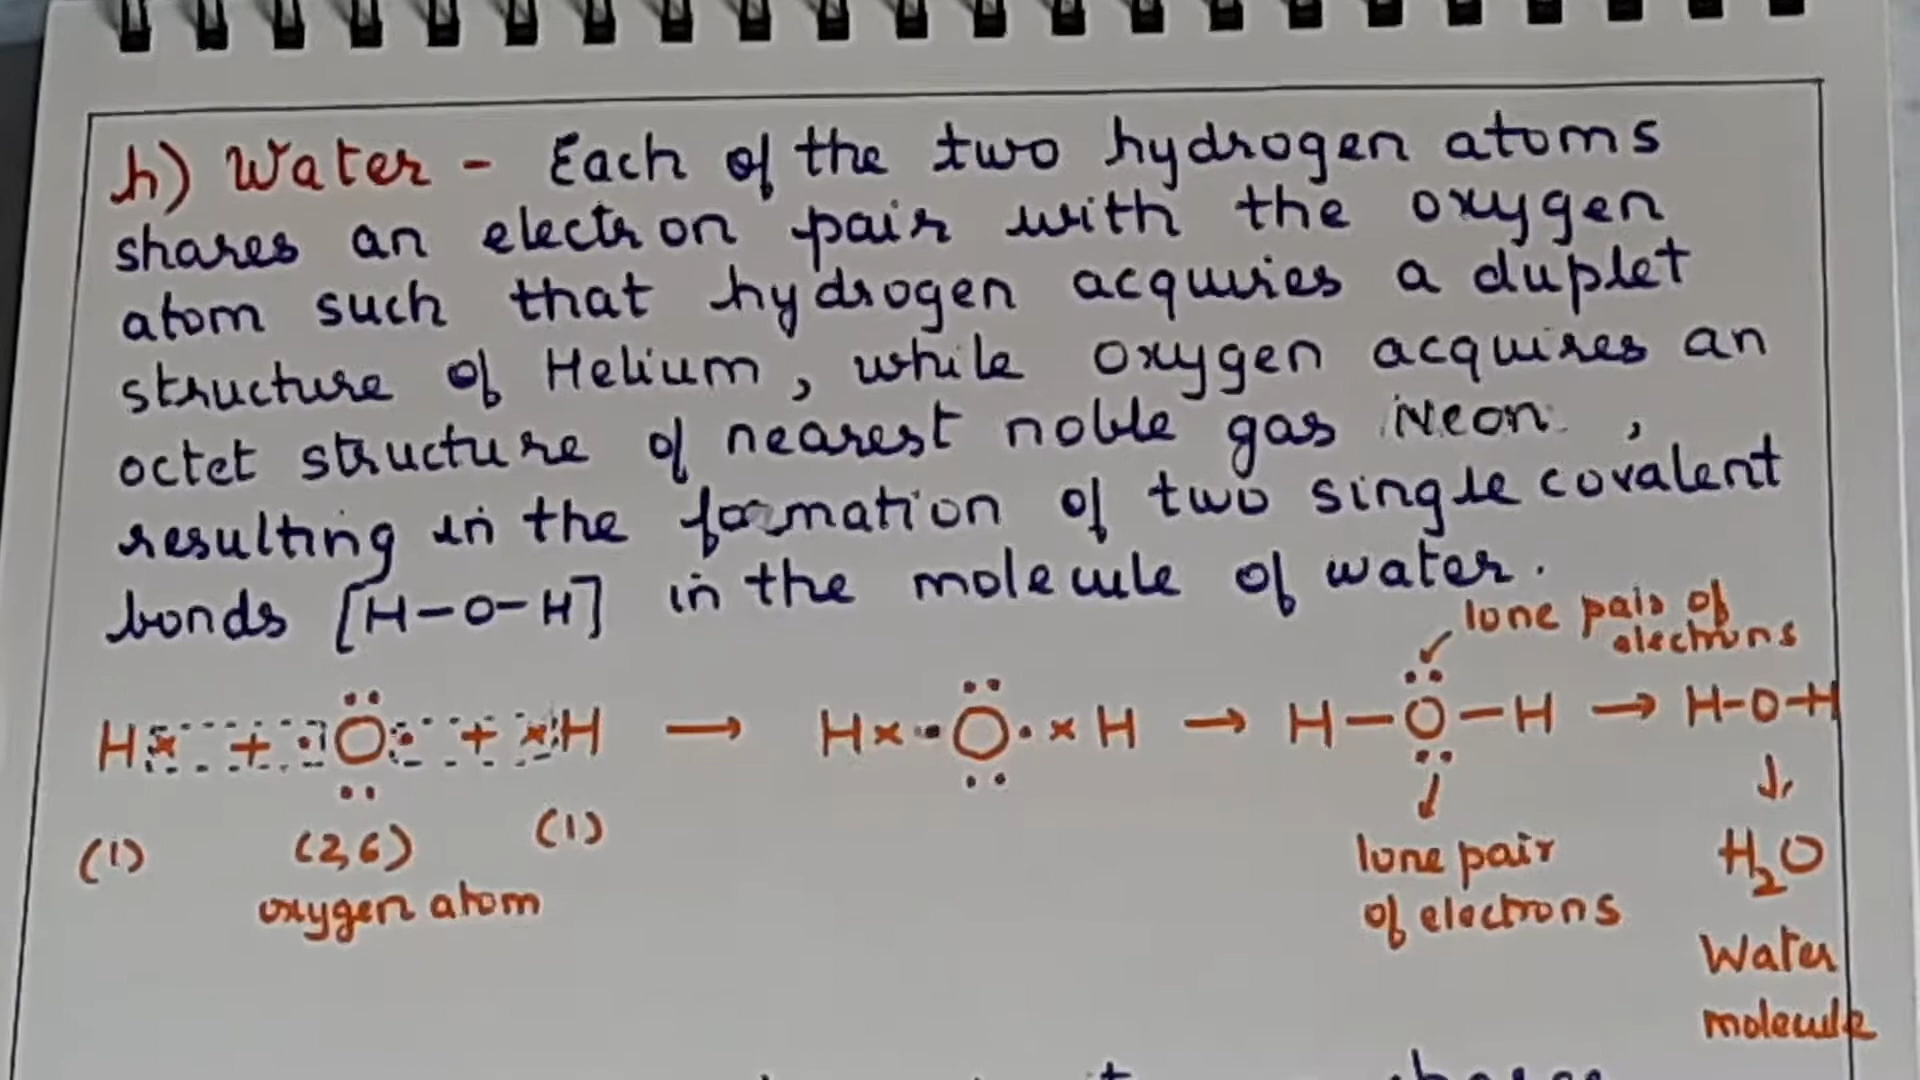 h) Water - Each of the two hydrogen atoms
shares an electron pair with the oxygen
atom such that hydrogen acquires a duplet
structure of Helium, while oxygen acquires an
octet structure of nearest noble gas Neon,
resulting in the formation of two single covalent
bonds [H-O-H] in the molecule of water.
lone pair of
electrons
H× + ·O· + ×H → H×·O·×H → H-O-H → H-O-H
(1) (2,6) (1)
oxygen atom
lone pair
of electrons
H₂O
Water
molecule